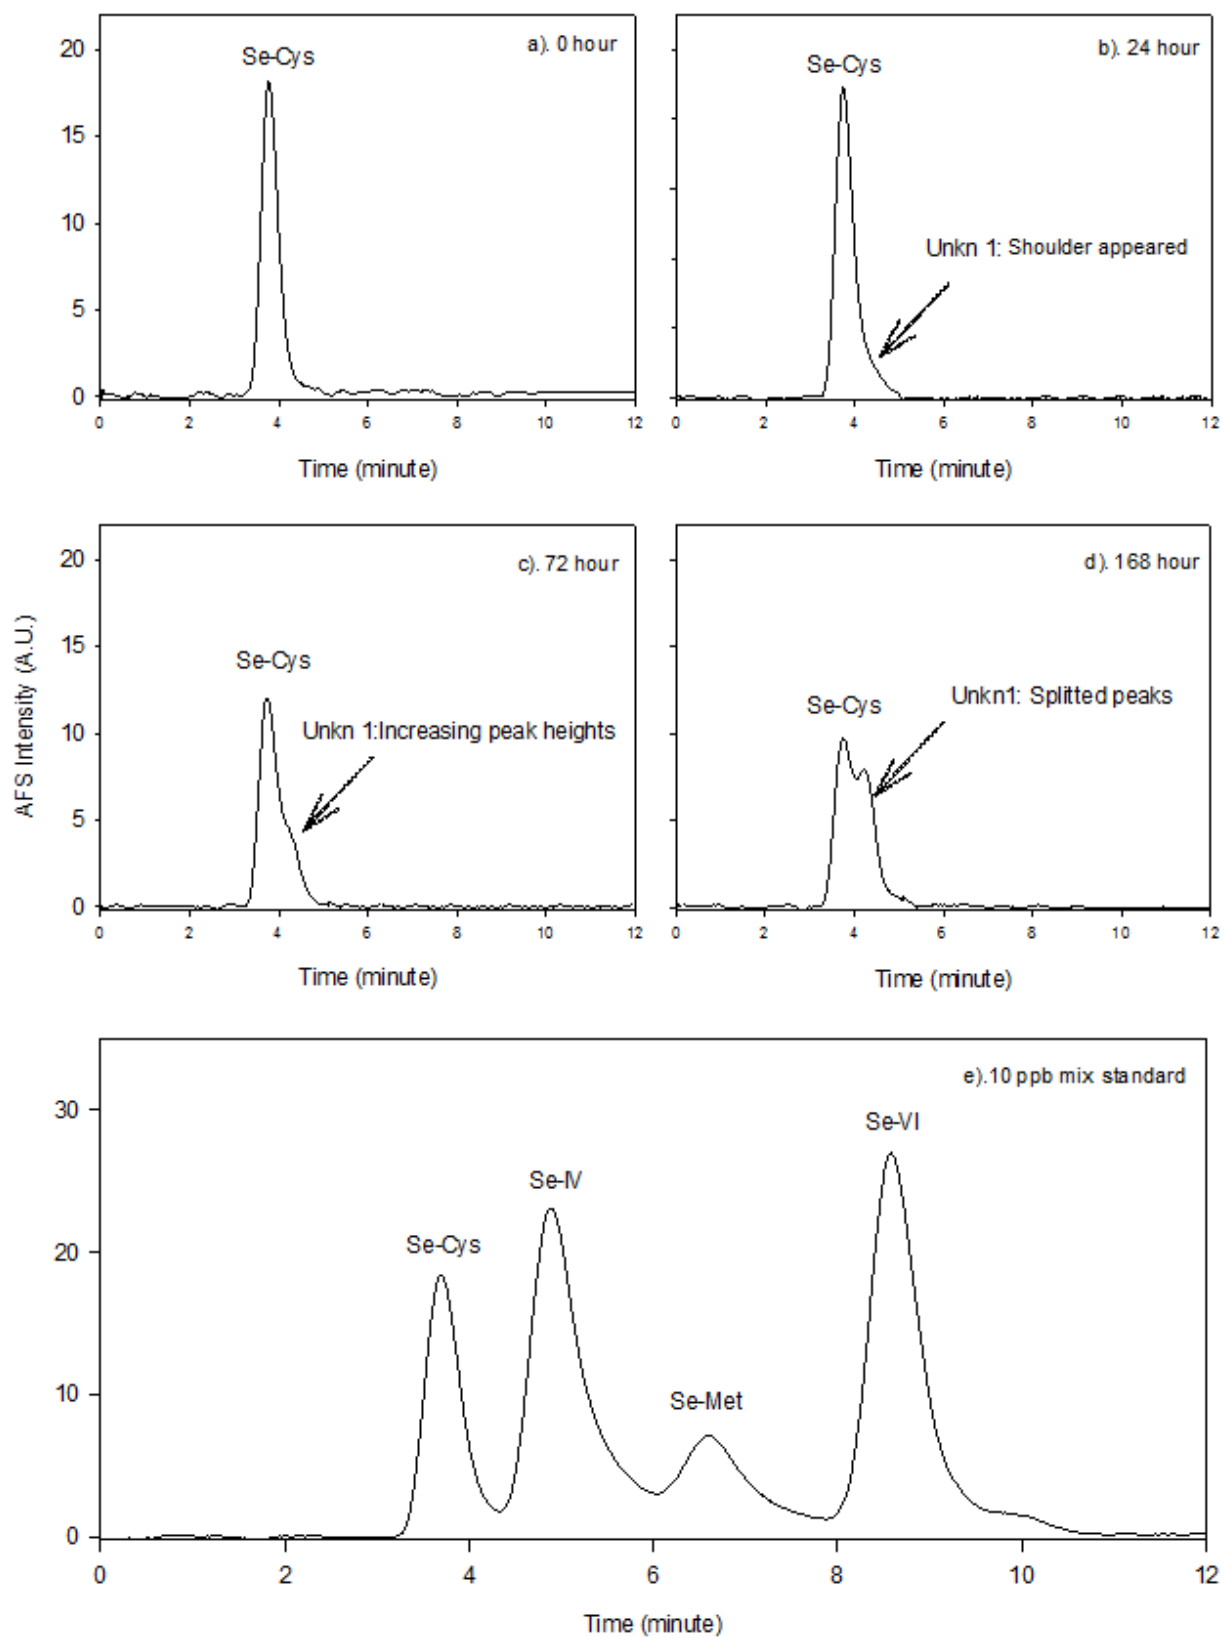 a). 0 hour
Se-Cys
20
15
10
5
0
0 2 4 6 8 10 12
Time (minute)
b). 24 hour
Se-Cys
Unkn 1: Shoulder appeared
0 2 4 6 8 10 12
Time (minute)
AFS Intensity (A.U.)
c). 72 hour
20
15
10
5
0
Se-Cys
Unkn 1:Increasing peak heights
0 2 4 6 8 10 12
Time (minute)
d). 168 hour
Se-Cys
Unkn1: Splitted peaks
0 2 4 6 8 10 12
Time (minute)
e).10 ppb mix standard
30
20
10
0
Se-Cys
Se-IV
Se-Met
Se-VI
0 2 4 6 8 10 12
Time (minute)